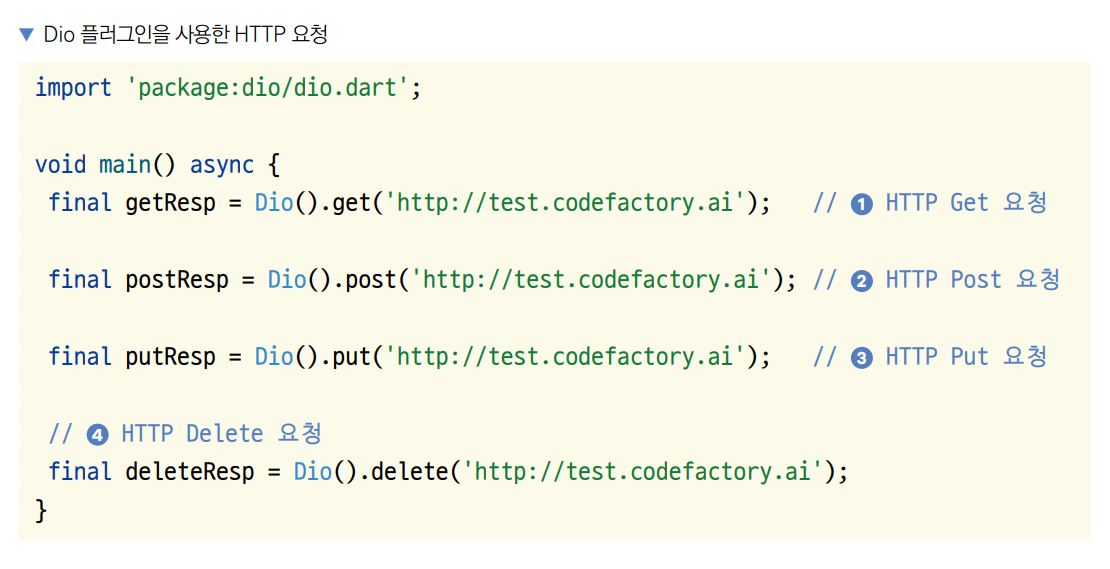 ▼ Dio 플러그인을 사용한 HTTP 요청
import 'package:dio/dio.dart';
void main() async {
final getResp = Dio().get('http://test.codefactory.ai'); // ❶ HTTP Get 요청
final postResp = Dio().post('http://test.codefactory.ai'); // ❷ HTTP Post 요청
final putResp = Dio().put('http://test.codefactory.ai'); // ❸ HTTP Put 요청
// ❹ HTTP Delete 요청
final deleteResp = Dio().delete('http://test.codefactory.ai');
}